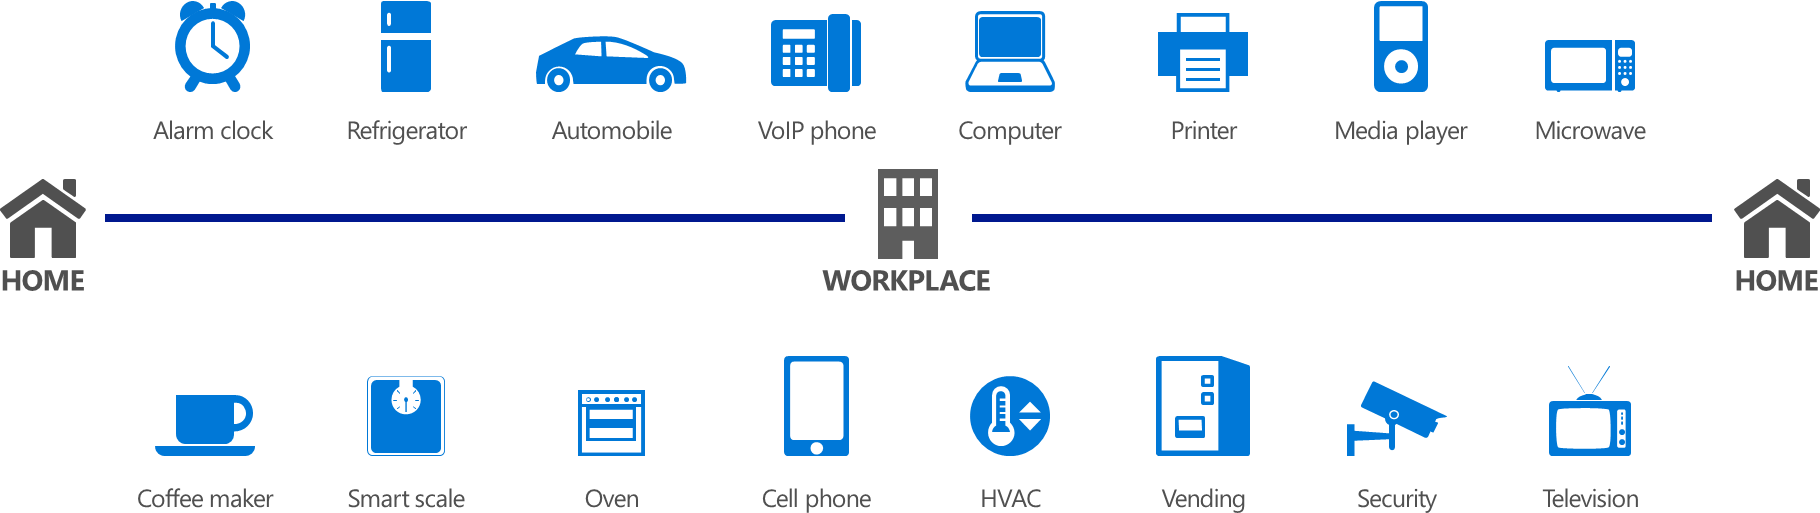 Alarm clock
Refrigerator
Automobile
VoIP phone
Computer
Printer
Media player
Microwave
HOME
WORKPLACE
HOME
Coffee maker
Smart scale
Oven
Cell phone
HVAC
Vending
Security
Television